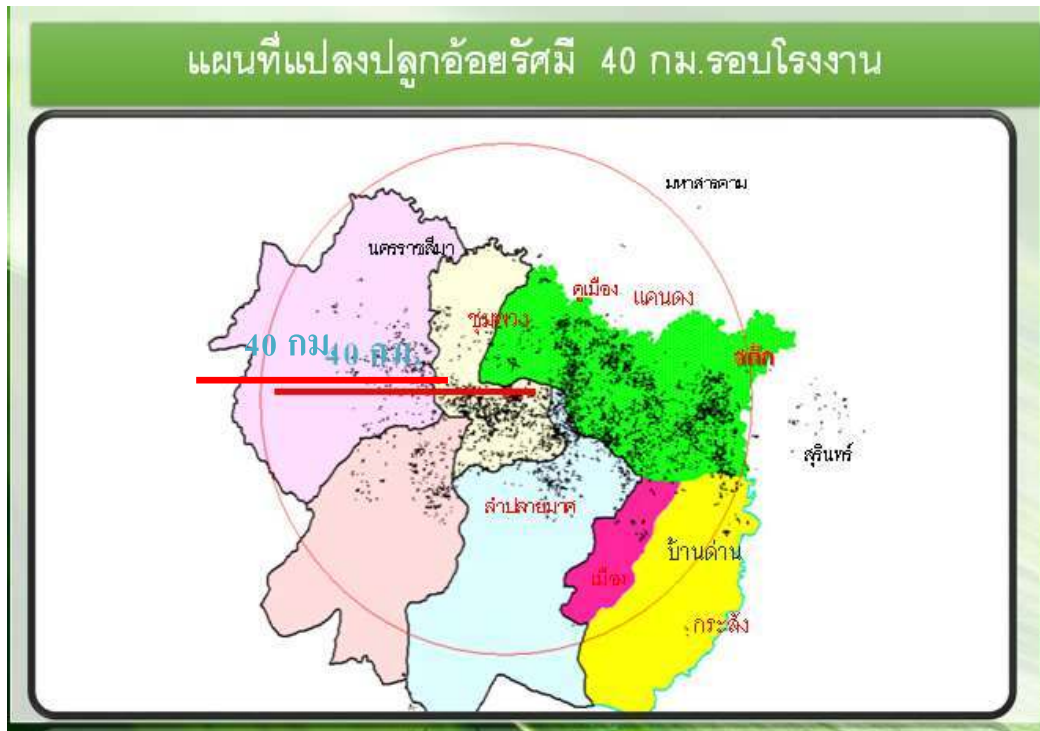 แผนที่แปลงปลูกอ้อยรัศมี 40 กม.รอบโรงงาน
มหาสารคาม
นครราชสีมา
คูเมือง
แคนดง
ชุมพวง
สตึก
40 กม.
40 กม.
สุรินทร์
ลำปลายมาศ
บ้านด่าน
เมือง
กระสัง